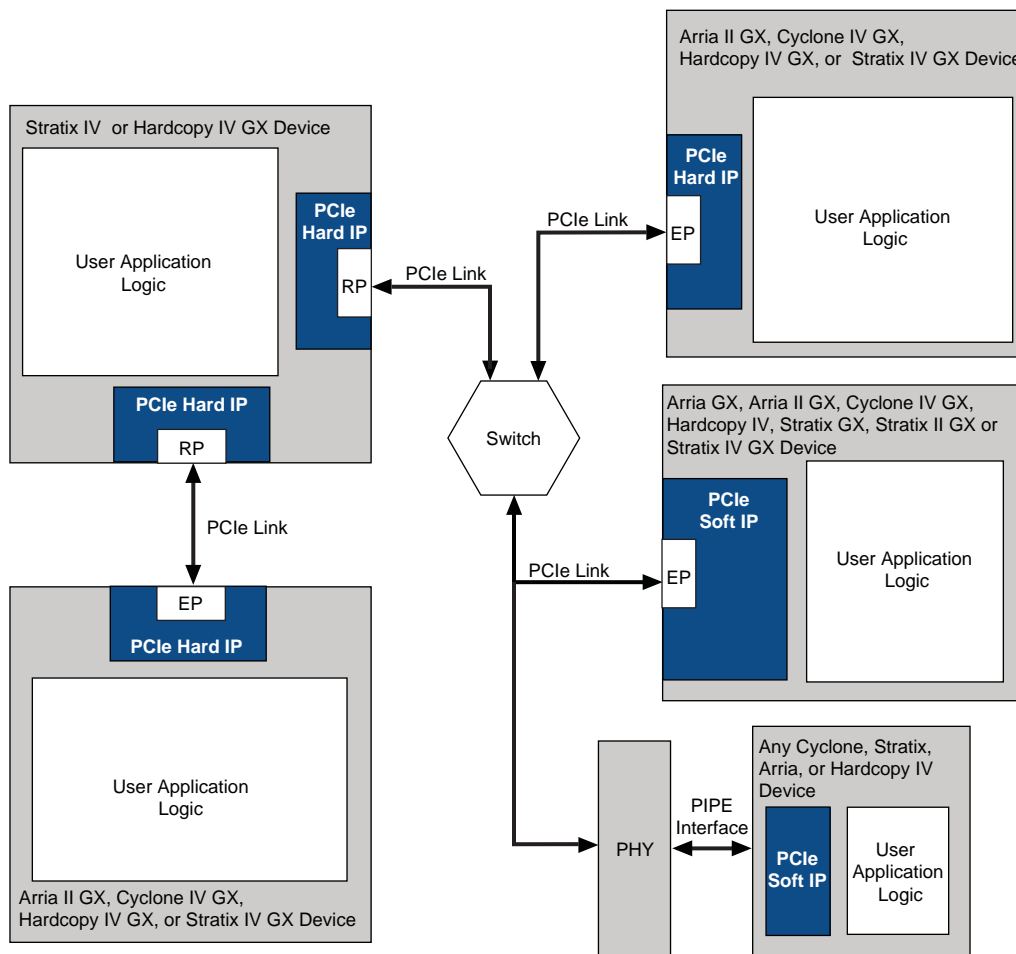 Stratix IV or Hardcopy IV GX Device
User Application
Logic
PCIe
Hard IP
RP
PCIe Hard IP
RP
PCIe Link
PCIe Link
EP
PCIe Hard IP
User Application
Logic
Arria II GX, Cyclone IV GX,
Hardcopy IV GX, or Stratix IV GX Device
Switch
PCIe Link
Arria II GX, Cyclone IV GX,
Hardcopy IV GX, or Stratix IV GX Device
PCIe
Hard IP
EP
User Application
Logic
Arria GX, Arria II GX, Cyclone IV GX,
Hardcopy IV, Stratix GX, Stratix II GX or
Stratix IV GX Device
PCIe
Soft IP
EP
PCIe Link
User Application
Logic
PHY
PIPE
Interface
Any Cyclone, Stratix,
Arria, or Hardcopy IV
Device
PCIe
Soft IP
User
Application
Logic